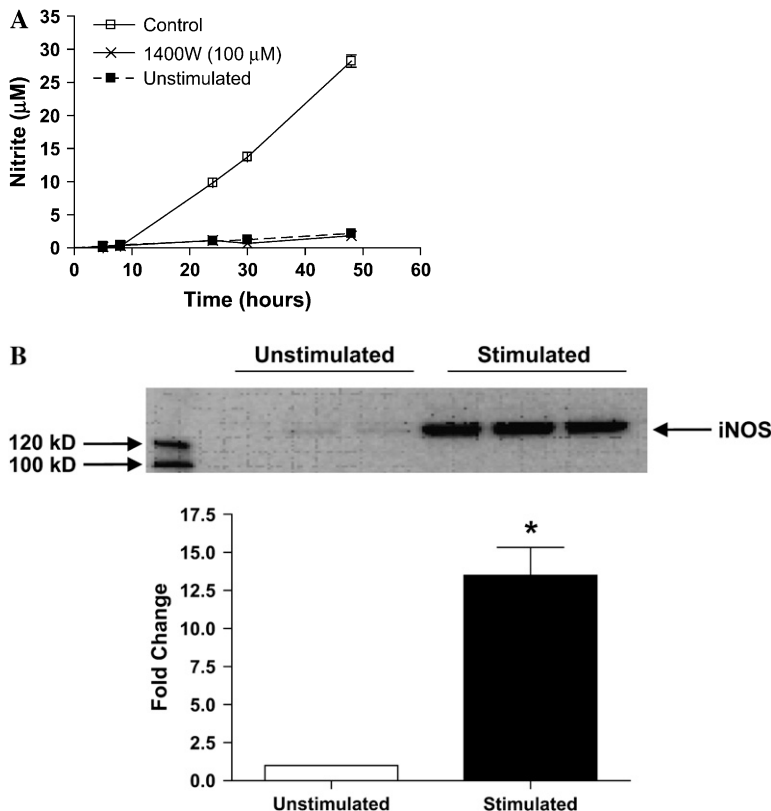 A
Nitrite (µM)
35
30
25
20
15
10
5
0
Control
1400W (100 µM)
Unstimulated
0 10 20 30 40 50 60
Time (hours)
B
Unstimulated Stimulated
120 kD
100 kD
iNOS
Fold Change
17.5
15.0
12.5
10.0
7.5
5.0
2.5
0.0
*
Unstimulated Stimulated